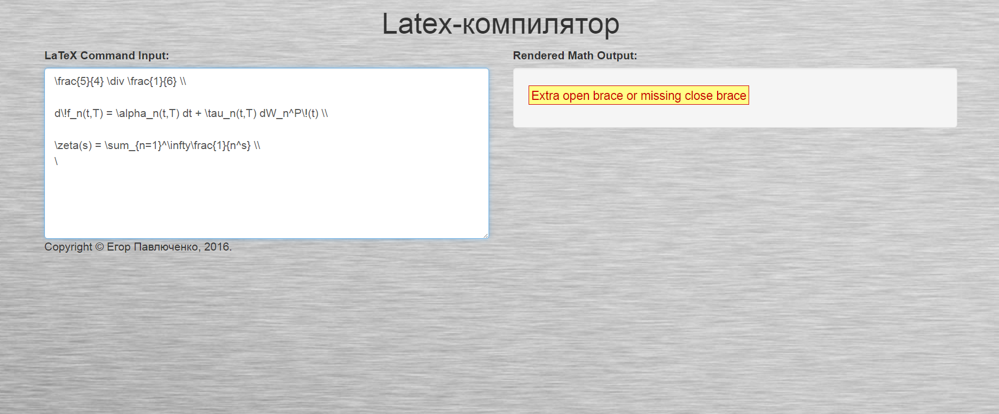 Latex-компилятор
LaTeX Command Input:
\frac{5}{4} \div \frac{1}{6} \\
d\!f_n(t,T) = \alpha_n(t,T) dt + \tau_n(t,T) dW_n^P\!(t) \\
\zeta(s) = \sum_{n=1}^\infty\frac{1}{n^s} \\
\
Copyright © Егор Павлюченко, 2016.
Rendered Math Output:
Extra open brace or missing close brace